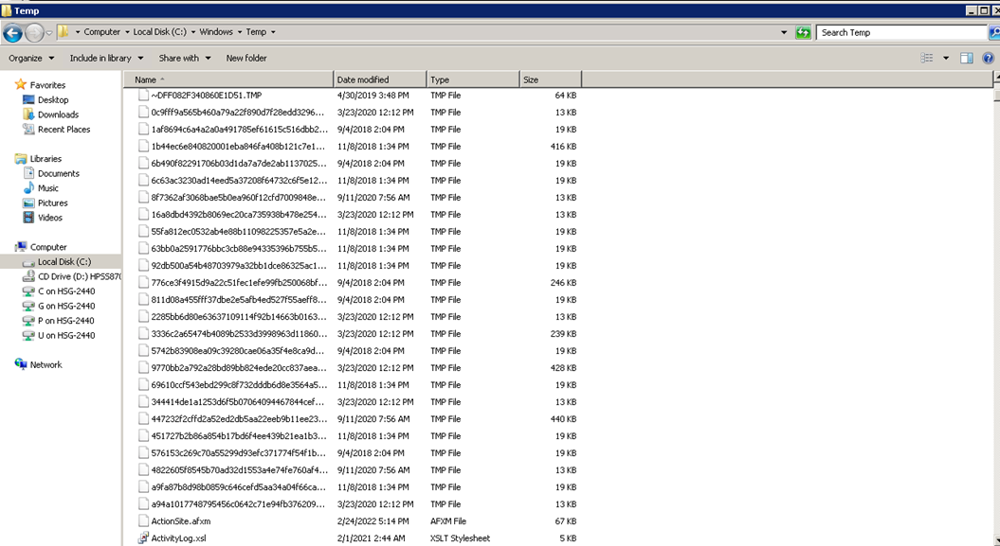 Temp
Computer Local Disk (C:) Windows Temp
Search Temp
Organize Include in library Share with New folder
Favorites
Desktop
Downloads
Recent Places
Libraries
Documents
Music
Pictures
Videos
Computer
Local Disk (C:)
CD Drive (D:) HPSS870
C on HSG-2440
G on HSG-2440
P on HSG-2440
U on HSG-2440
Network
Name Date modified Type Size
~DFF082F340860E1D51.TMP 4/30/2019 3:48 PM TMP File 64 KB
0c9fff9a565b460a79a22f890d7f28edd3296... 3/23/2020 12:12 PM TMP File 13 KB
1af8694c6a4a2a0a491785ef61615c516dbb2... 9/4/2018 2:04 PM TMP File 19 KB
1b44ec6e840820001eba846fa408b121c7e1... 11/8/2018 1:34 PM TMP File 416 KB
6b490f82291706b03d1da7a7de2ab1137025... 9/4/2018 2:04 PM TMP File 19 KB
6c63ac3230ad14eed5a37208f64732c6f5e12... 11/8/2018 1:34 PM TMP File 19 KB
8f7362af3068bae5b0ea960f12cfd7009848e... 9/11/2020 7:56 AM TMP File 13 KB
16a8dbd4392b8069ec20ca735938b478e254... 3/23/2020 12:12 PM TMP File 13 KB
55fa812ec0532ab4e88b11098225357e5a2e... 11/8/2018 1:34 PM TMP File 19 KB
63bb0a2591776bbc3cb88e94335396b755b5... 11/8/2018 1:34 PM TMP File 19 KB
92db500a54b48703979a32bb1dce86325ac1... 11/8/2018 1:34 PM TMP File 19 KB
776ce3f4915d9a22c51fec1efe99fb250068bf... 9/4/2018 2:04 PM TMP File 246 KB
811d08a455fff37dbe2e5afb4ed527f55aeff8... 9/4/2018 2:04 PM TMP File 19 KB
2285bb6d80e63637109114f92b14663b0163... 3/23/2020 12:12 PM TMP File 13 KB
3336c2a65474b4089b2533d3998963d11860... 3/23/2020 12:12 PM TMP File 239 KB
5742b83908ea09c39280cae06a35f4e8ca9d... 9/4/2018 2:04 PM TMP File 19 KB
9770bb2a792a28bd89bb824ede20cc837aea... 3/23/2020 12:12 PM TMP File 428 KB
69610ccf543ebd299c8f732dddb6d8e3564a5... 11/8/2018 1:34 PM TMP File 19 KB
344414de1a1253d6f5b07064094467844cef... 3/23/2020 12:12 PM TMP File 13 KB
447232f2cffd2a52ed2db5aa22eeb9b11ee23... 9/11/2020 7:56 AM TMP File 440 KB
451727b2b86a854b17bd6f4ee439b21ea1b3... 11/8/2018 1:34 PM TMP File 19 KB
576153c269c70a55299d93efc371774f54f1b... 9/4/2018 2:04 PM TMP File 19 KB
4822605f8545b70ad32d1553a4e74fe760af4... 9/11/2020 7:56 AM TMP File 13 KB
a9fa87b8d98b0859c646cefd5aa34a04f66ca... 11/8/2018 1:34 PM TMP File 19 KB
a94a1017748795456c0642c71e94fb376209... 3/23/2020 12:12 PM TMP File 13 KB
ActionSite.afxm 2/24/2022 5:14 PM AFXM File 67 KB
ActivityLog.xsl 2/1/2021 2:44 AM XSLT Stylesheet 5 KB